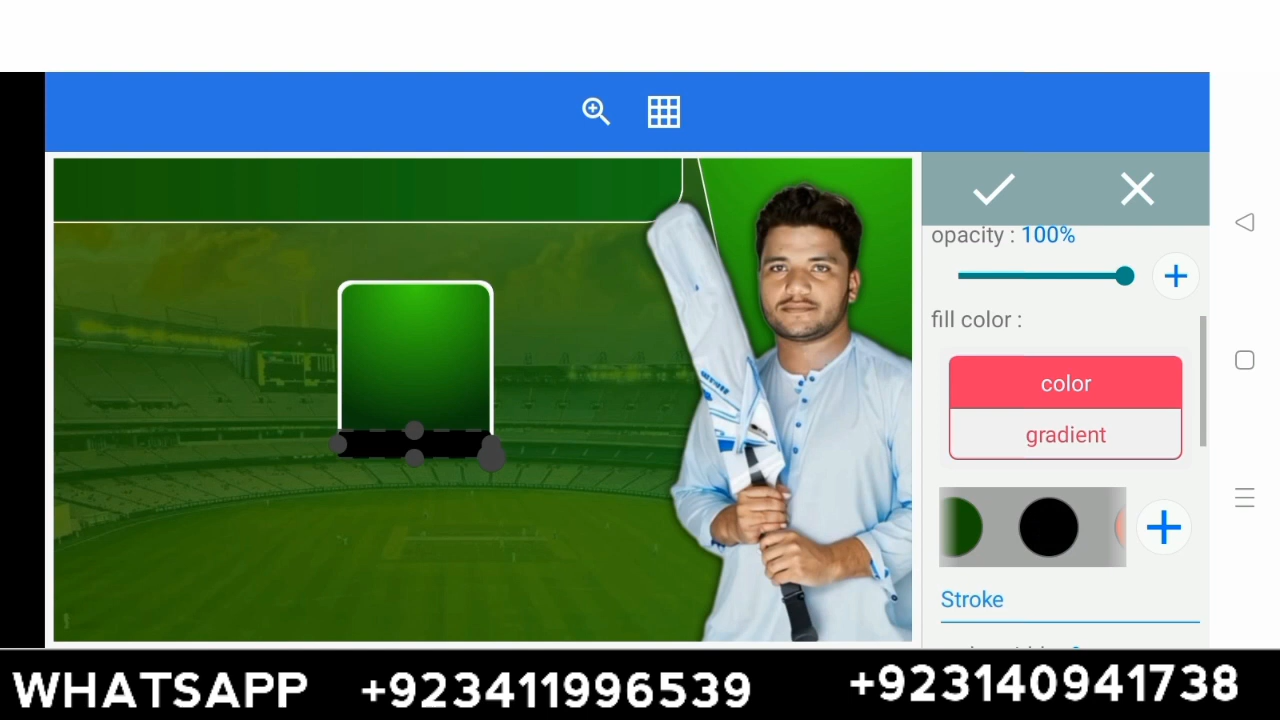 opacity : 100%
fill color :
color
gradient
Stroke
WHATSAPP +923411996539 +923140941738